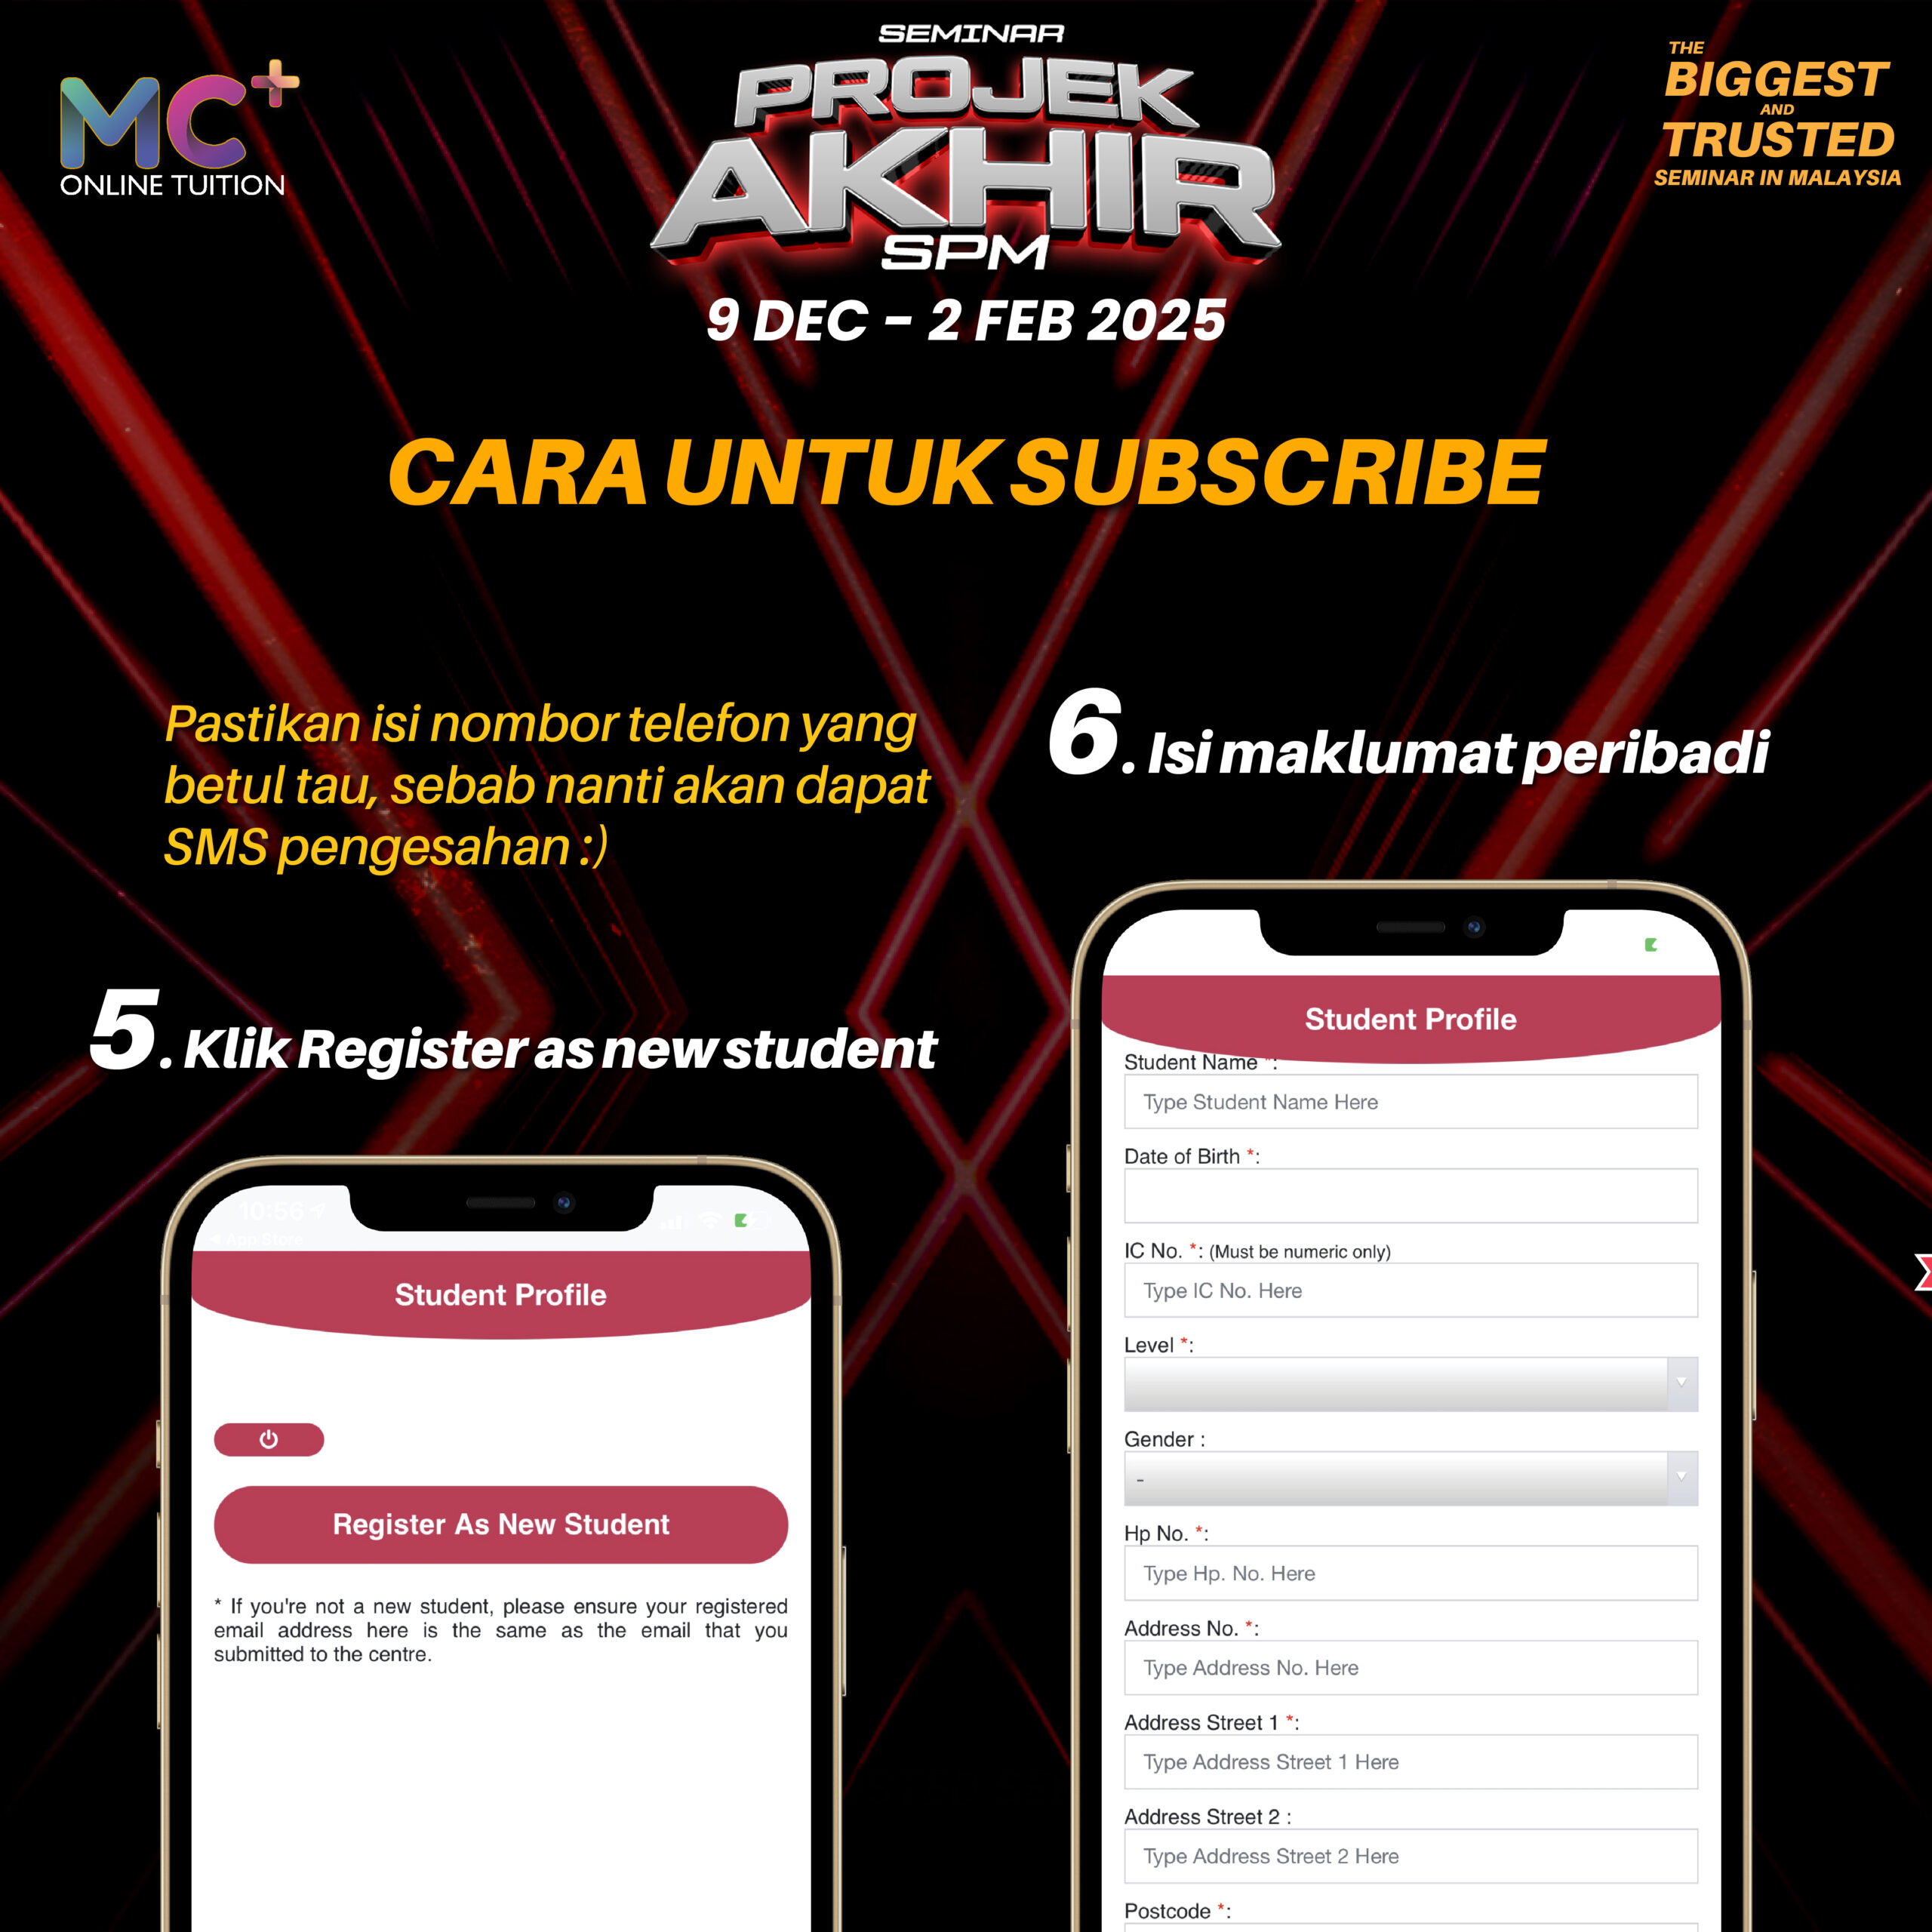 MC+
ONLINE TUITION
SEMINAR
PROJEK
AKHIR
SPM
9 DEC – 2 FEB 2025
THE
BIGGEST
AND
TRUSTED
SEMINAR IN MALAYSIA
CARA UNTUK SUBSCRIBE
Pastikan isi nombor telefon yang
betul tau, sebab nanti akan dapat
SMS pengesahan :)
5. Klik Register as new student
10:56
App Store
Student Profile
Register As New Student
* If you're not a new student, please ensure your registered
email address here is the same as the email that you
submitted to the centre.
6. Isi maklumat peribadi
Student Profile
Student Name *:
Type Student Name Here
Date of Birth *:
IC No. *: (Must be numeric only)
Type IC No. Here
Level *:
Gender :
-
Hp No. *:
Type Hp. No. Here
Address No. *:
Type Address No. Here
Address Street 1 *:
Type Address Street 1 Here
Address Street 2 :
Type Address Street 2 Here
Postcode *: